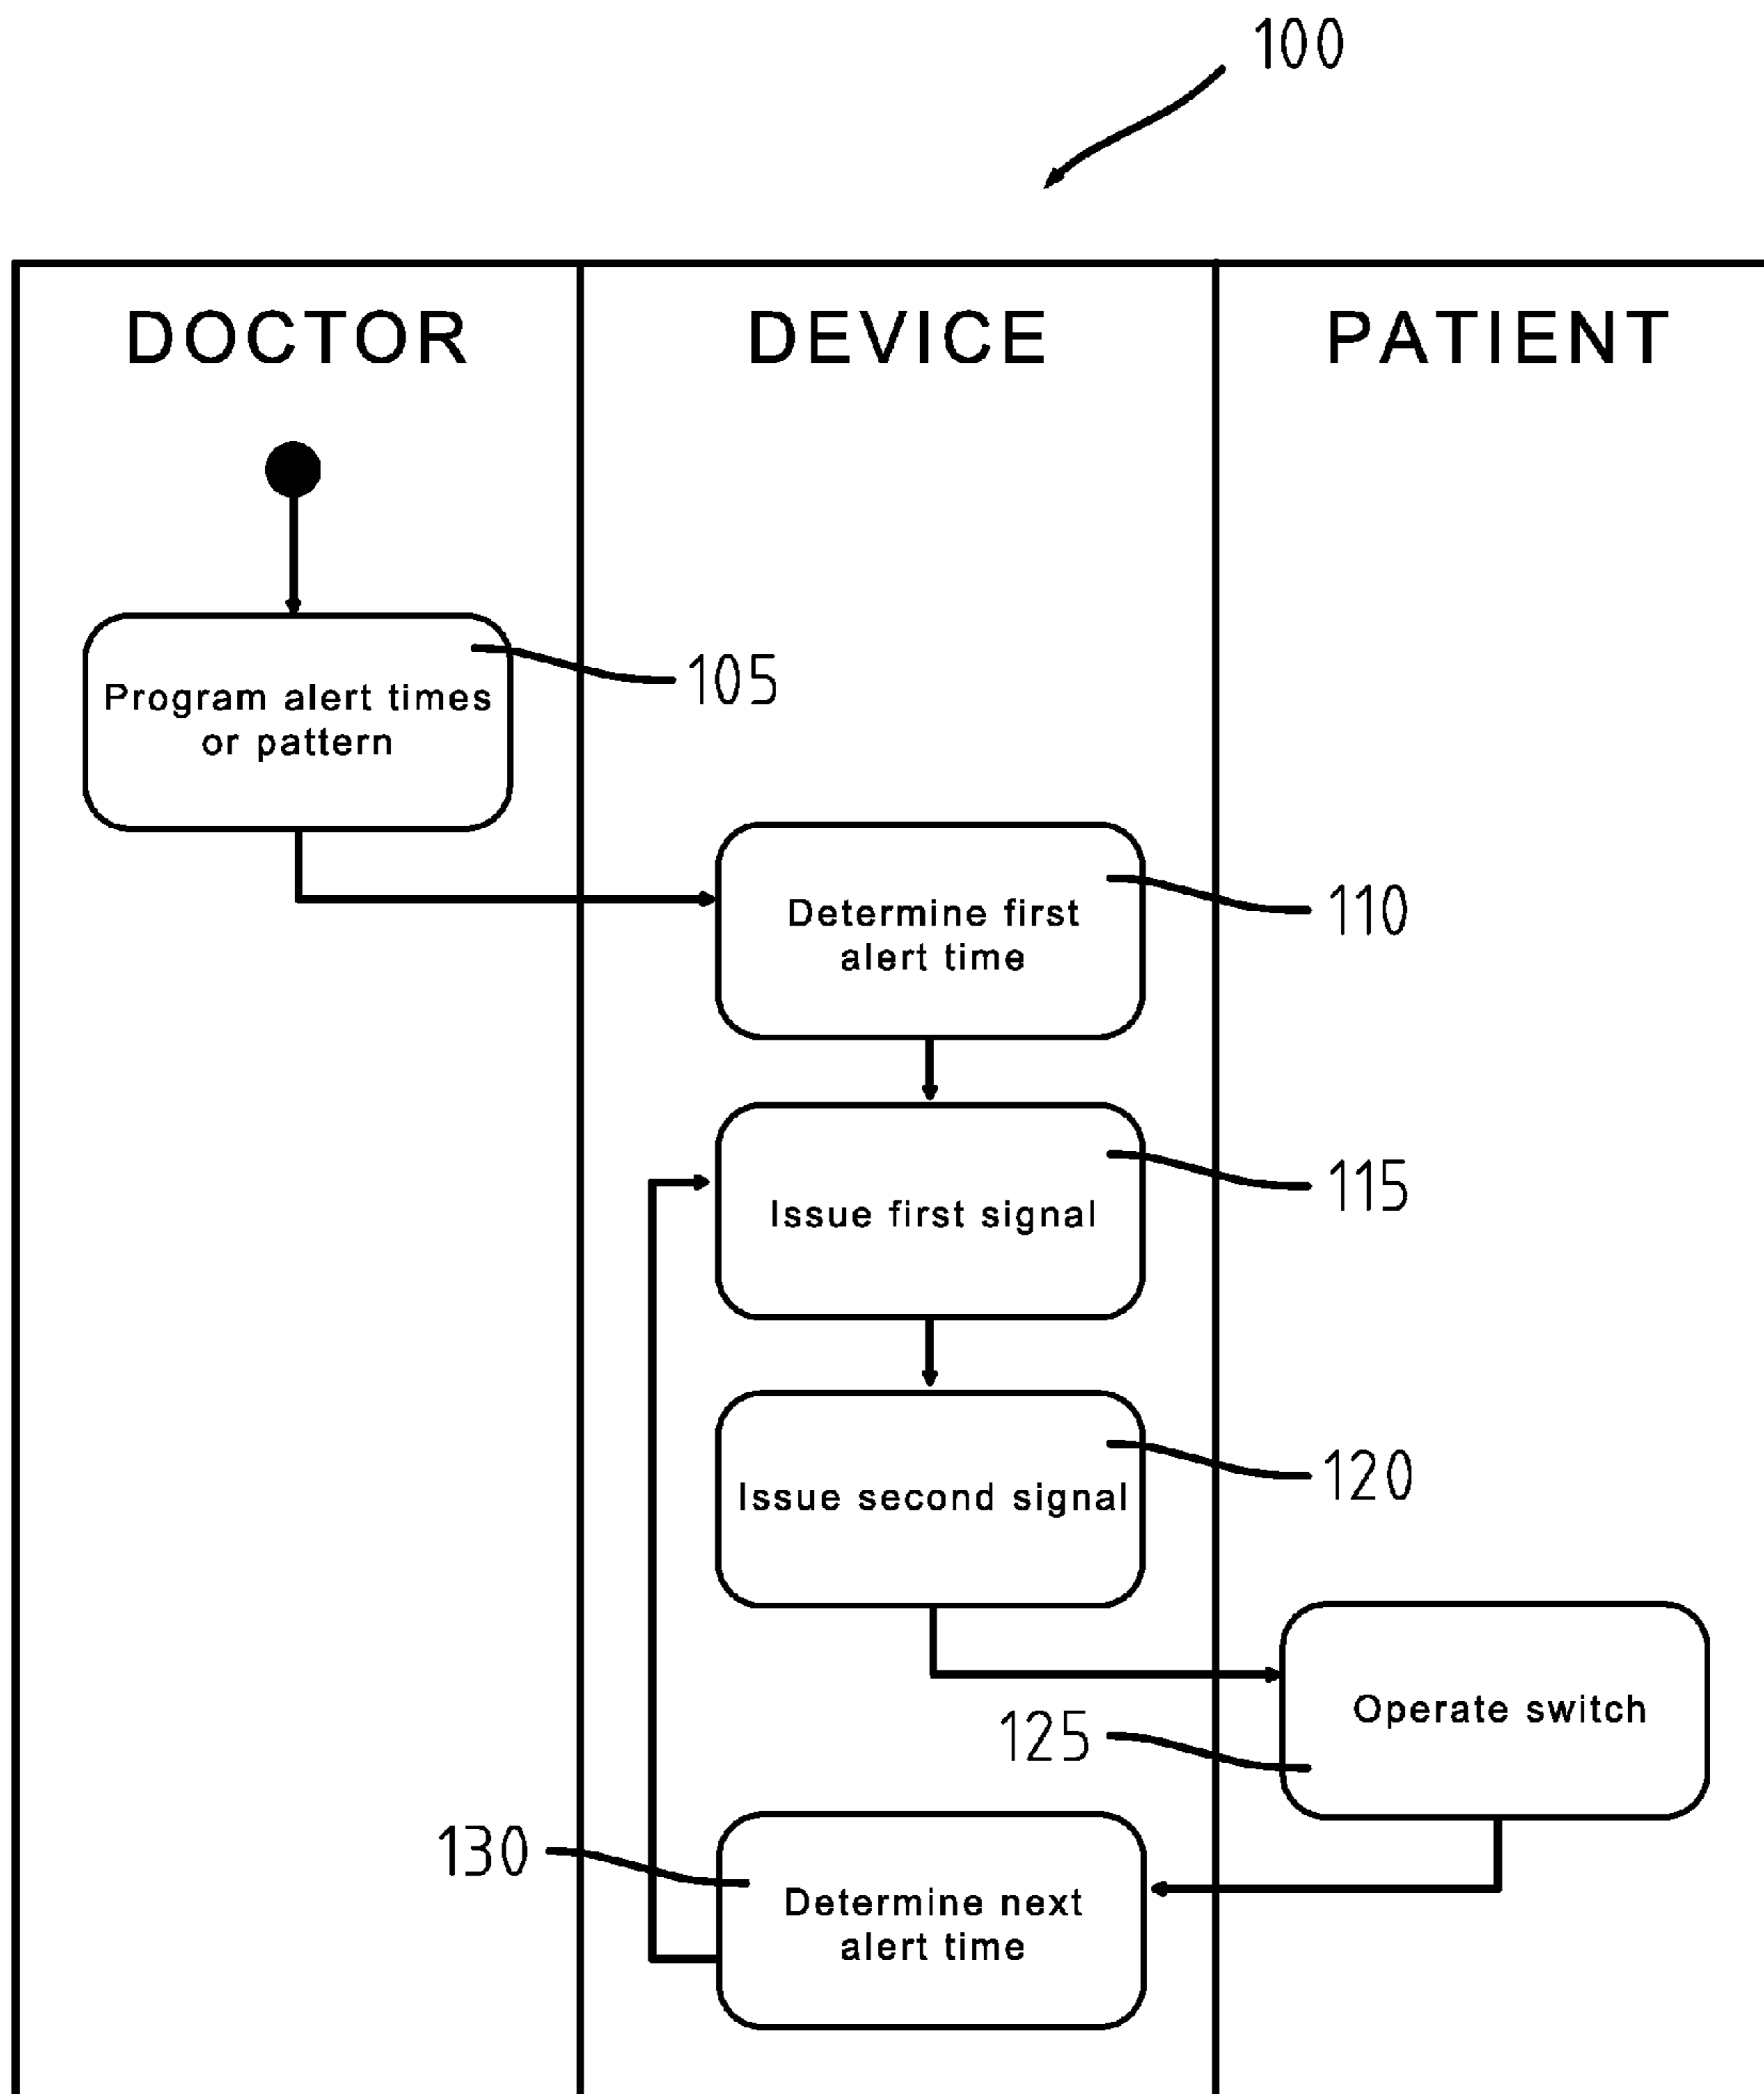 100
DOCTOR
DEVICE
PATIENT
Program alert times
or pattern
105
Determine first
alert time
110
Issue first signal
115
Issue second signal
120
Operate switch
125
130
Determine next
alert time